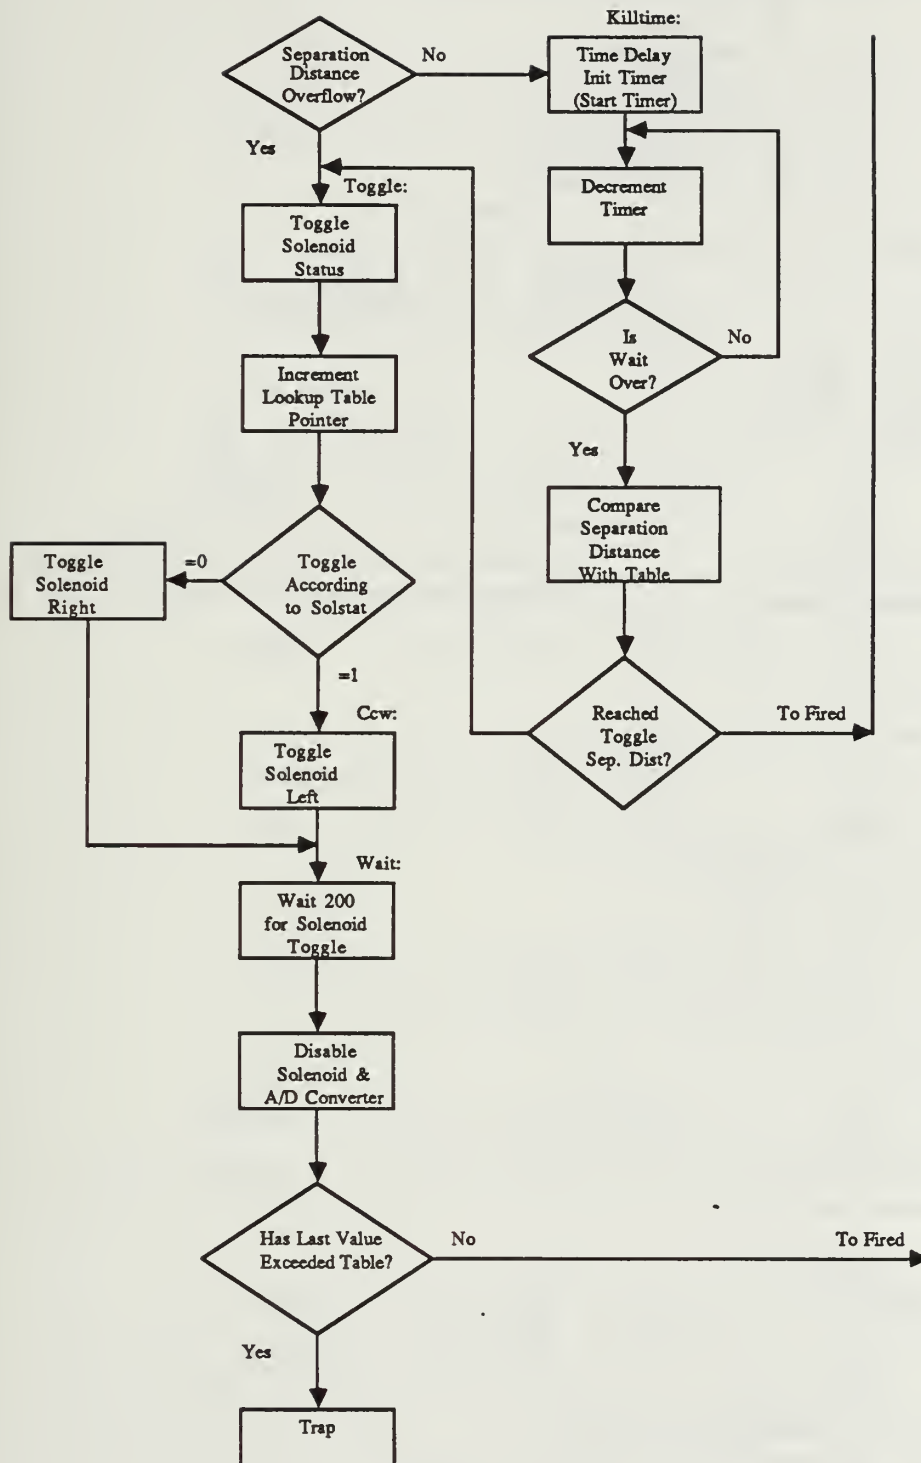 Killtime:
Separation
Distance
Overflow?
No
Time Delay
Init Timer
(Start Timer)
Yes
Toggle:
Decrement
Timer
Toggle
Solenoid
Status
Is
Wait
Over?
No
Increment
Lookup Table
Pointer
Yes
Compare
Separation
Distance
With Table
Toggle
Solenoid
Right
=0
Toggle
According
to Solstat
=1
Reached
Toggle
Sep. Dist?
To Fired
Ccw:
Toggle
Solenoid
Left
Wait:
Wait 200
for Solenoid
Toggle
Disable
Solenoid &
A/D Converter
Has Last Value
Exceeded Table?
No
To Fired
Yes
Trap